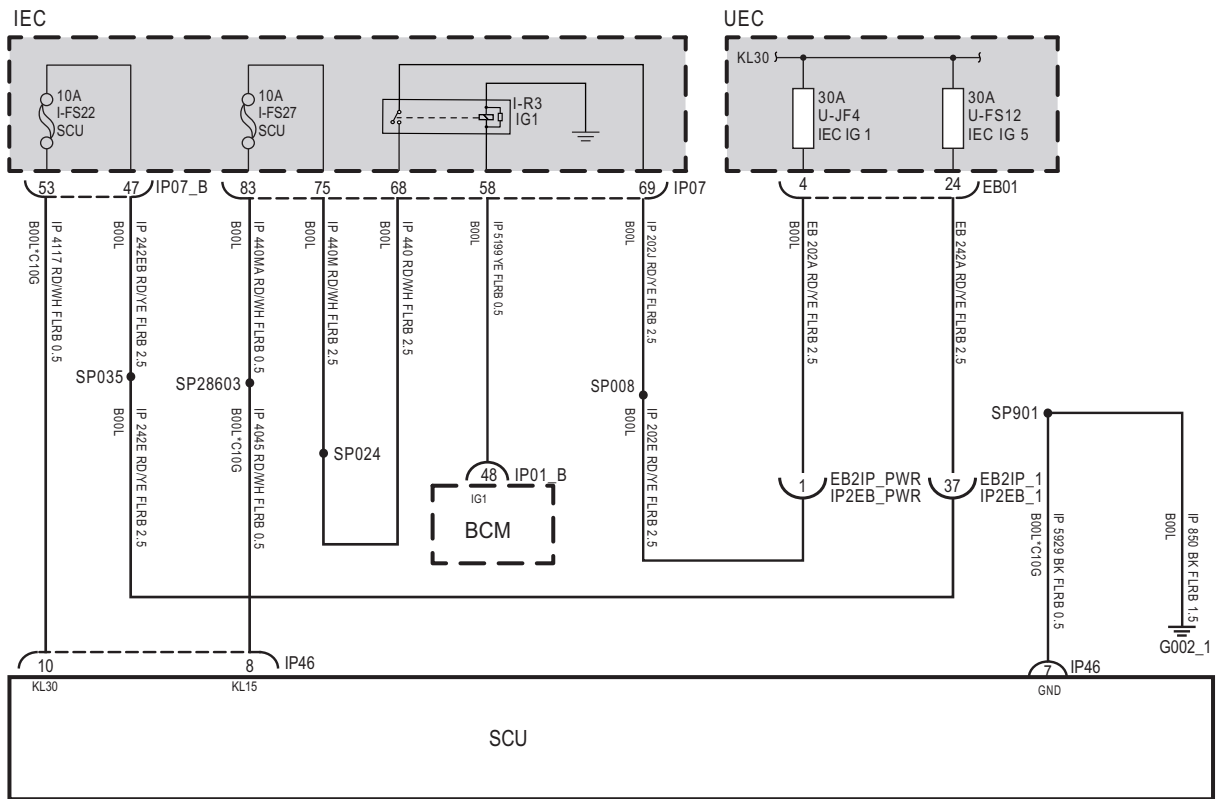 IEC
UEC
KL30
10A
I-FS22
SCU
10A
I-FS27
SCU
I-R3
IG1
30A
U-JF4
IEC IG 1
30A
U-FS12
IEC IG 5
53
47
IP07_B
83
75
68
58
69
IP07
4
24
EB01
IP 4117 RD/WH FLRB 0.5
B00L*C10G
IP 242EB RD/YE FLRB 2.5
B00L
IP 440MA RD/WH FLRB 0.5
B00L
IP 440M RD/WH FLRB 2.5
B00L
IP 440 RD/WH FLRB 2.5
B00L
IP 5199 YE FLRB 0.5
B00L
IP 202J RD/YE FLRB 2.5
B00L
EB 202A RD/YE FLRB 2.5
B00L
EB 242A RD/YE FLRB 2.5
SP035
SP28603
SP008
SP901
IP 242E RD/YE FLRB 2.5
B00L
IP 4045 RD/WH FLRB 0.5
B00L*C10G
SP024
IP 202E RD/YE FLRB 2.5
B00L
48
IP01_B
IG1
BCM
1
EB2IP_PWR
IP2EB_PWR
37
EB2IP_1
IP2EB_1
IP 5929 BK FLRB 0.5
B00L*C10G
IP 850 BK FLRB 1.5
B00L
G002_1
10
8
IP46
7
IP46
KL30
KL15
GND
SCU